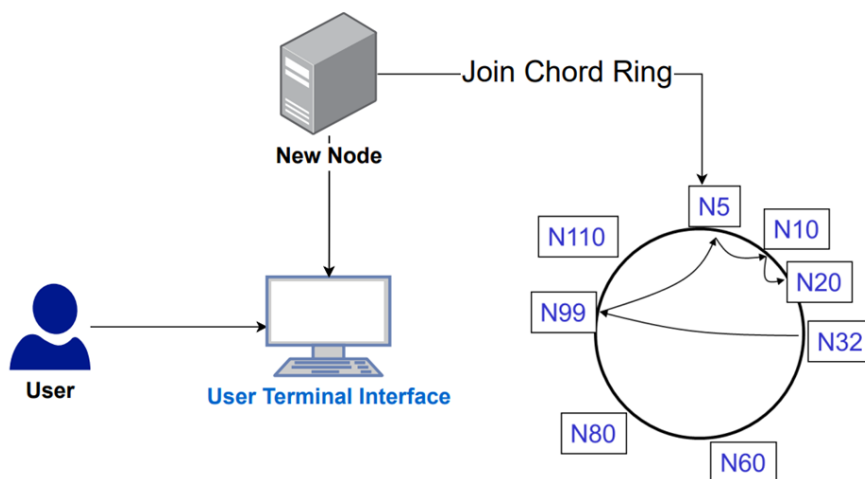 Join Chord Ring
New Node
N5
N10
N110
N20
N99
N32
User
User Terminal Interface
N80
N60